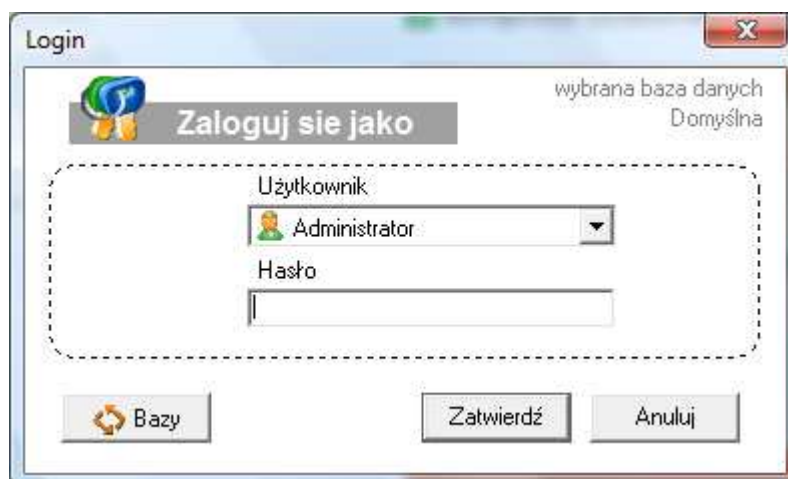 Login
wybrana baza danych
Domyślna
Zaloguj sie jako
Użytkownik
Administrator
Hasło
Bazy
Zatwierdź
Anuluj